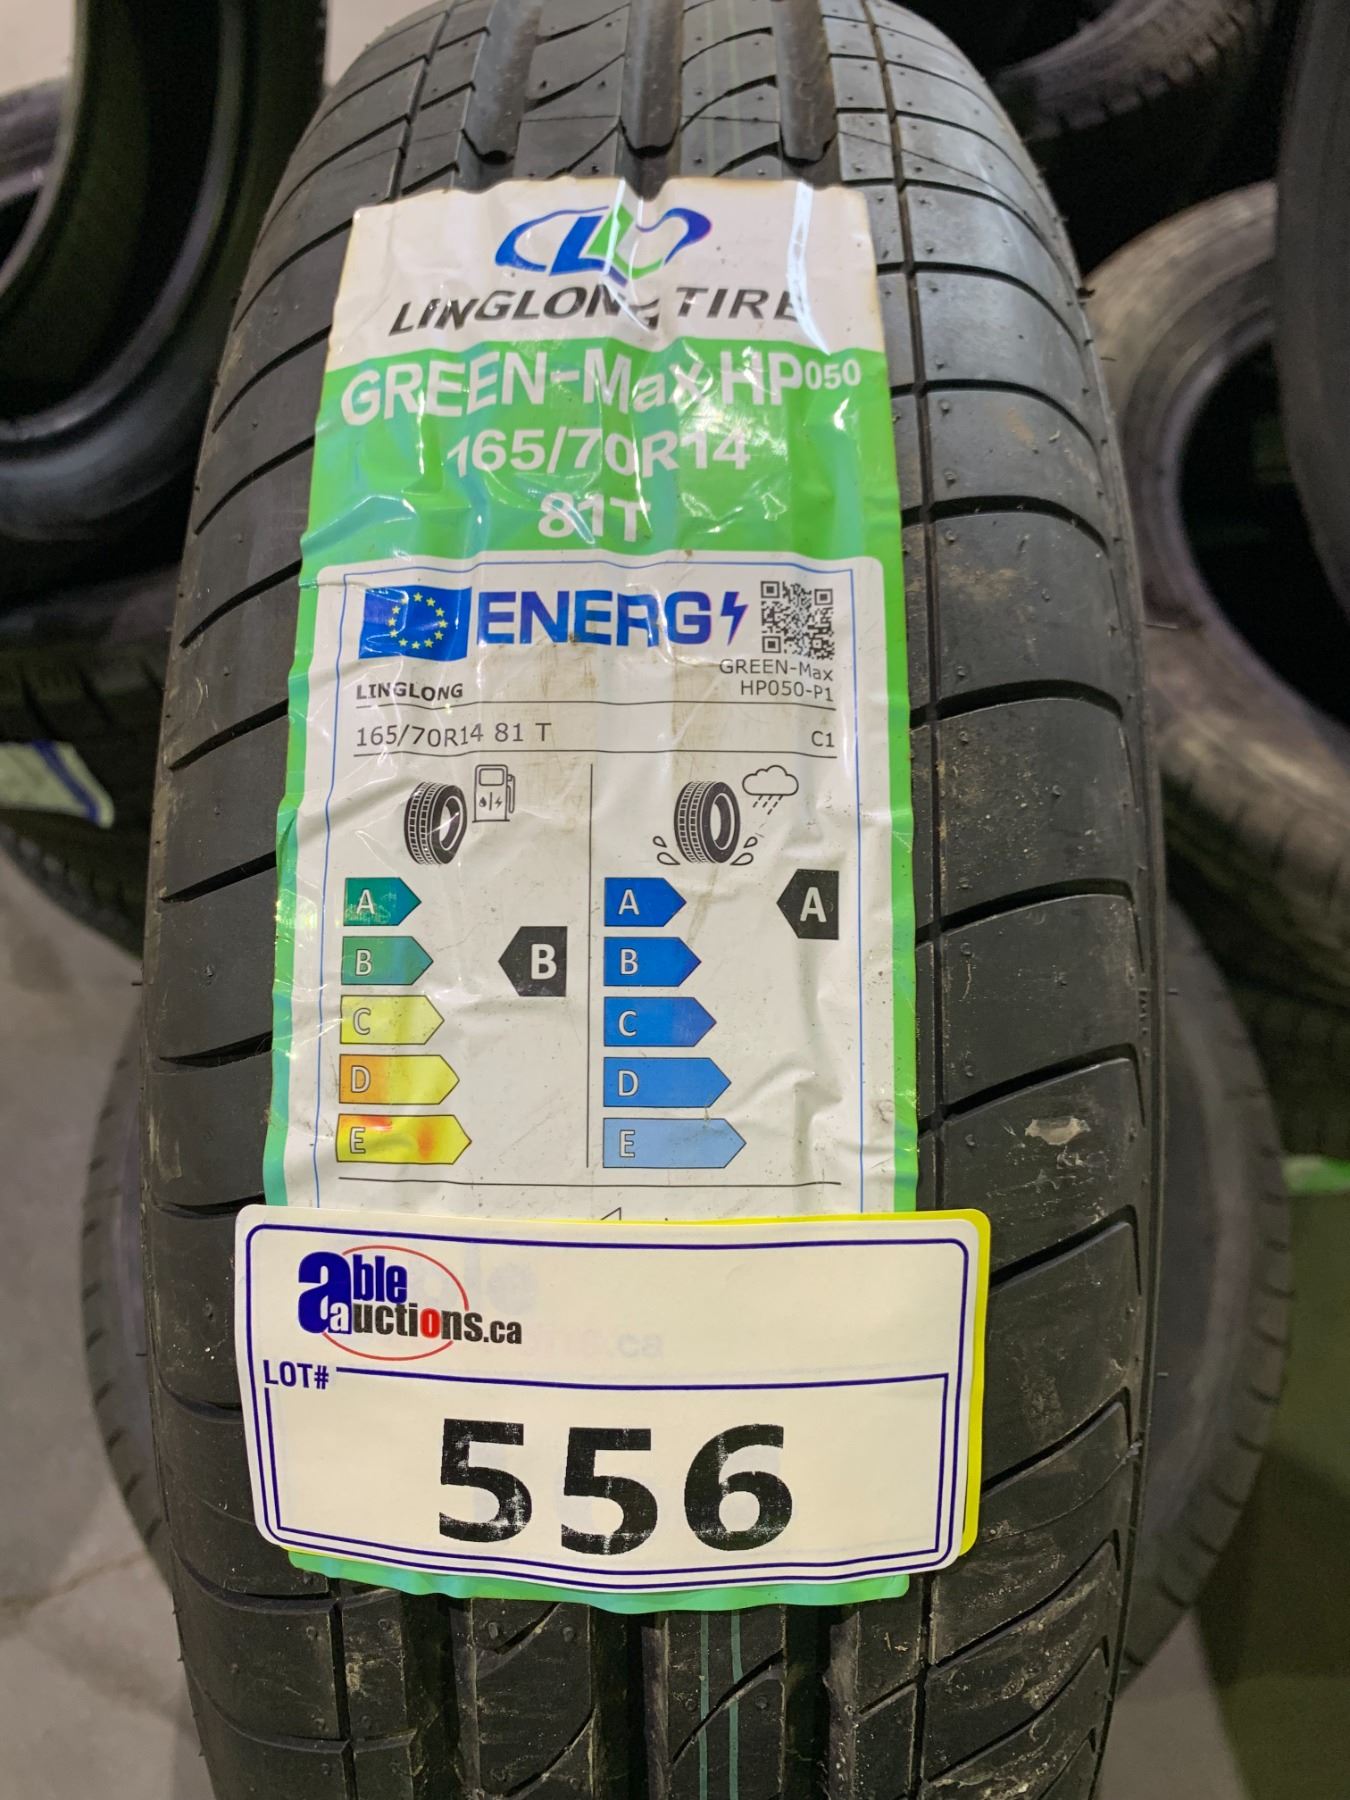 LINGLONG TIRE
GREEN-Max HP050
165/70R14
81T
ENERG
GREEN-Max
HP050-P1
LINGLONG
165/70R14 81 T
C1
A
B
C
D
E
B
A
B
C
D
E
A
able
auctions.ca
LOT#
556